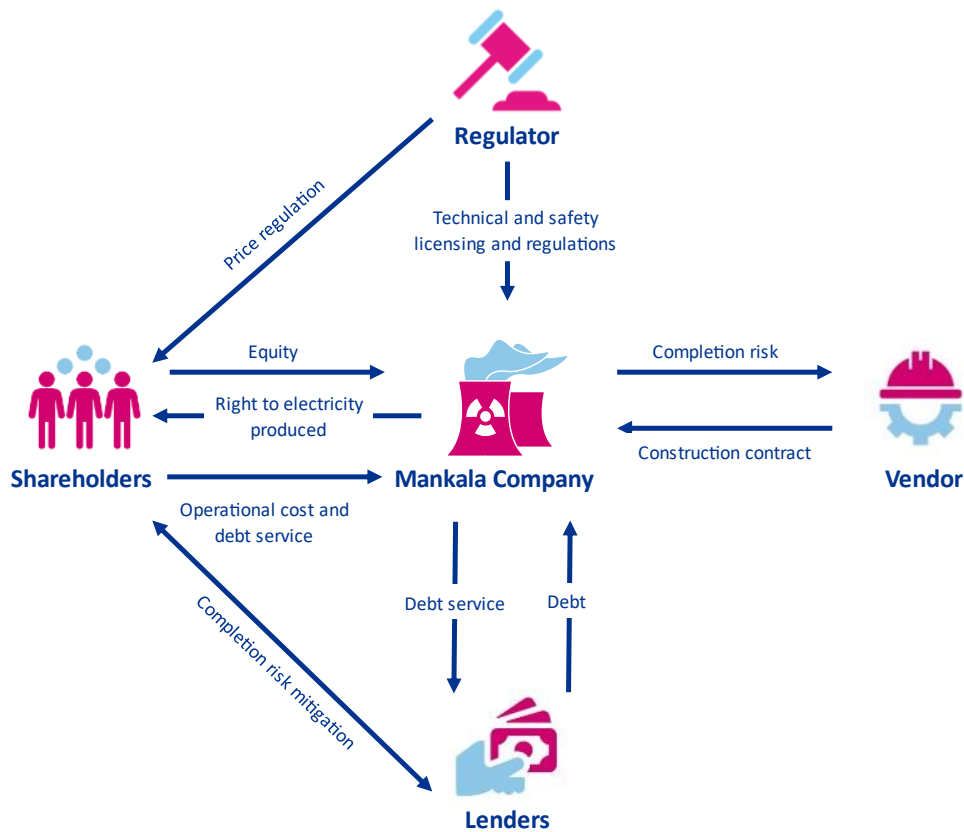 Regulator
Price regulation
Technical and safety
licensing and regulations
Equity
Completion risk
Right to electricity
produced
Construction contract
Shareholders
Mankala Company
Vendor
Operational cost and
debt service
Debt service
Debt
Completion risk mitigation
Lenders